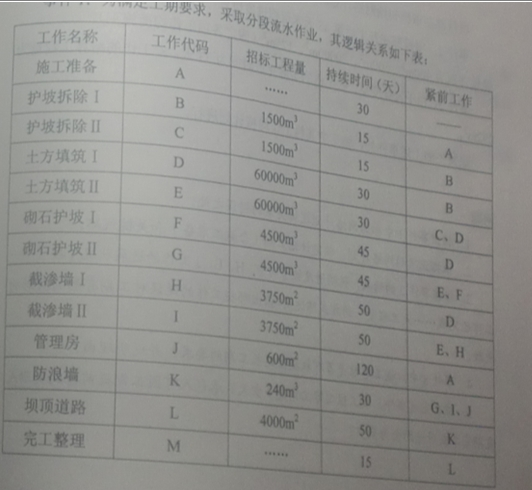 为满足工期要求，采取分段流水作业，其逻辑关系如下表：
工作名称 工作代码 招标工程量 持续时间（天） 紧前工作
施工准备 A …… 30 ——
护坡拆除Ⅰ B 1500m³ 15 A
护坡拆除Ⅱ C 1500m³ 15 B
土方填筑Ⅰ D 60000m³ 30 B
土方填筑Ⅱ E 60000m³ 30 C、D
砌石护坡Ⅰ F 4500m³ 45 D
砌石护坡Ⅱ G 4500m³ 45 E、F
截渗墙Ⅰ H 3750m² 50 D
截渗墙Ⅱ I 3750m² 50 E、H
管理房 J 600m² 120 A
防浪墙 K 240m³ 30 G、I、J
坝顶道路 L 4000m² 50 K
完工整理 M …… 15 L